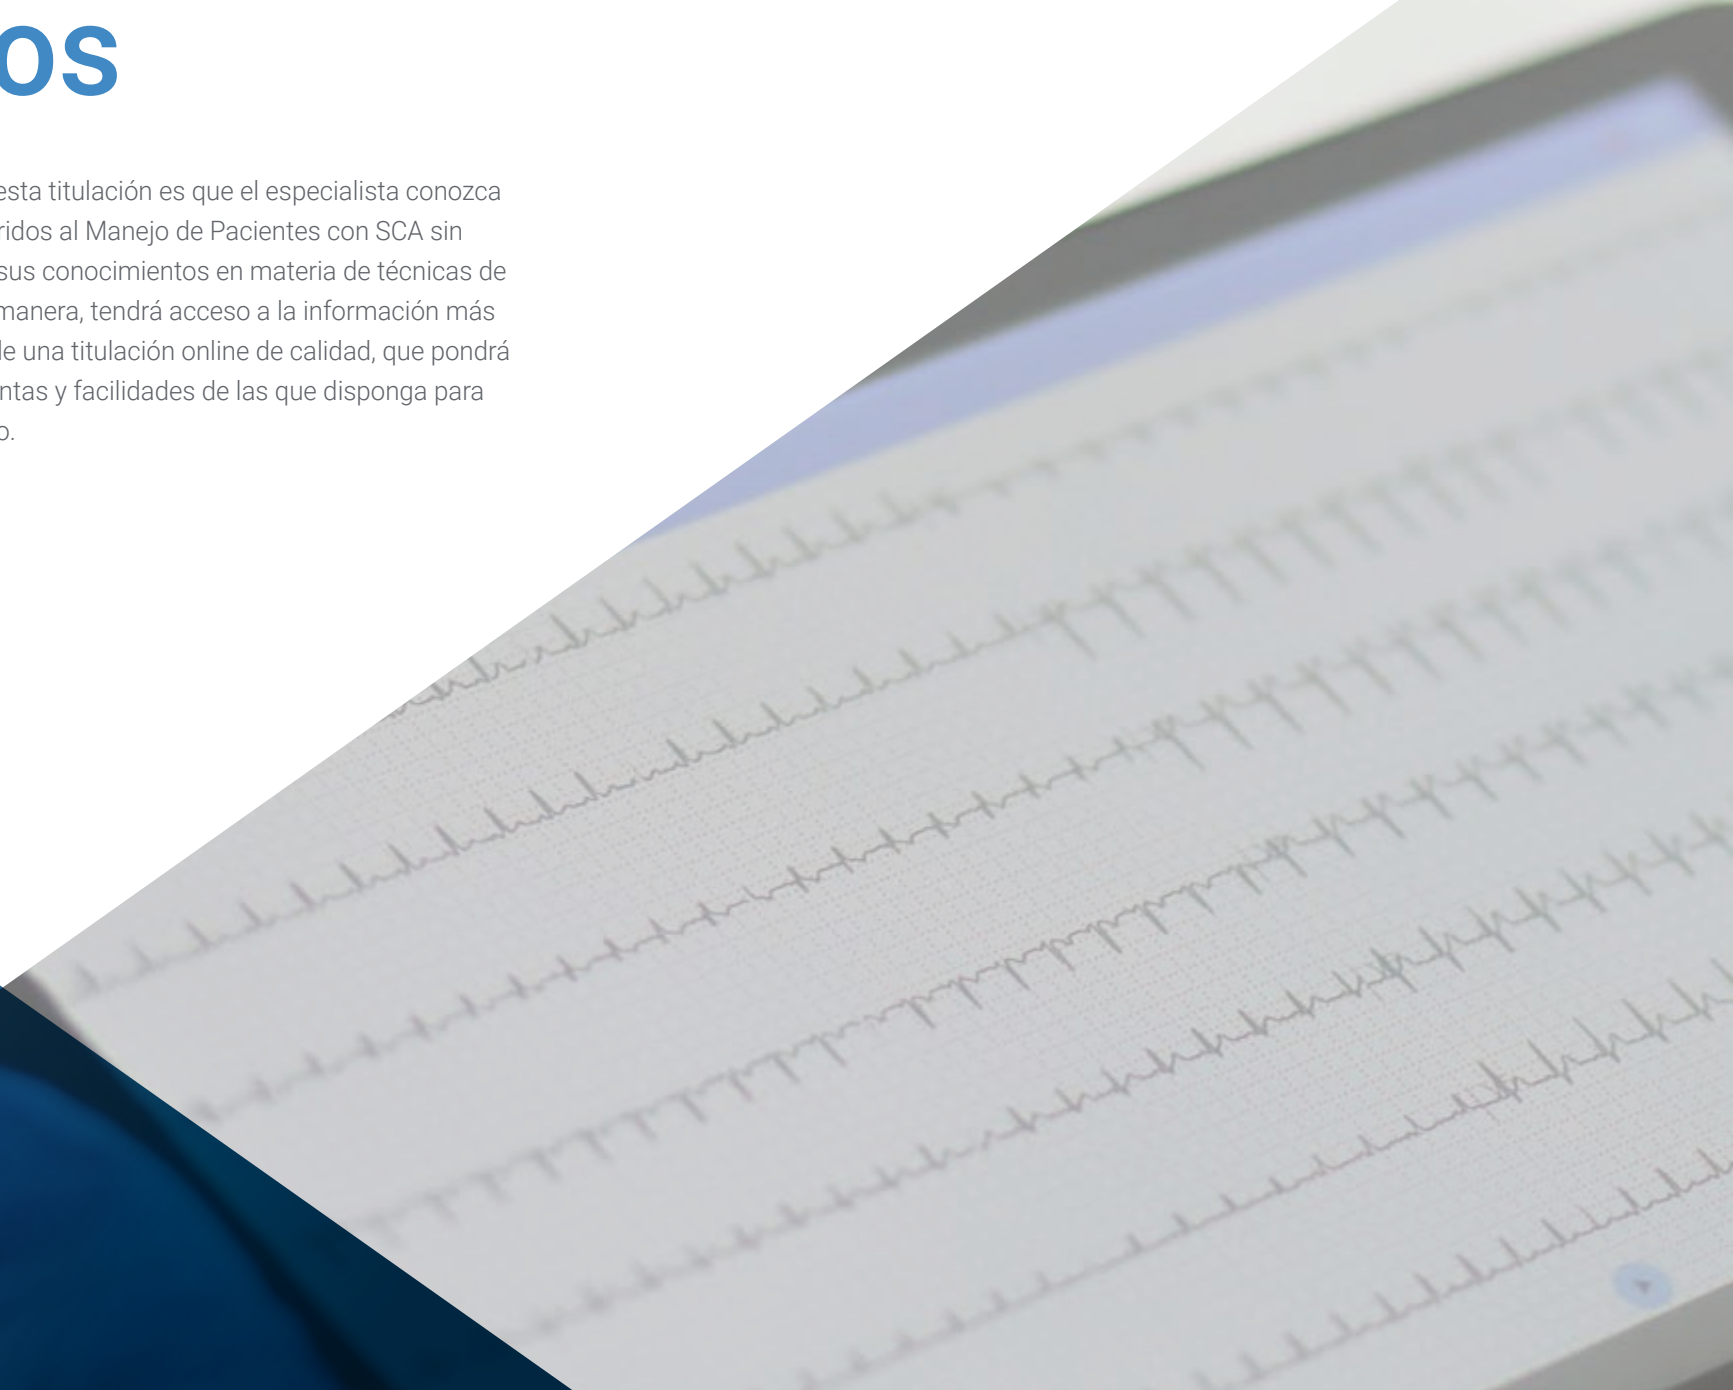 os
esta titulación es que el especialista conozca
ridos al Manejo de Pacientes con SCA sin
sus conocimientos en materia de técnicas de
manera, tendrá acceso a la información más
de una titulación online de calidad, que pondrá
ntas y facilidades de las que disponga para
o.